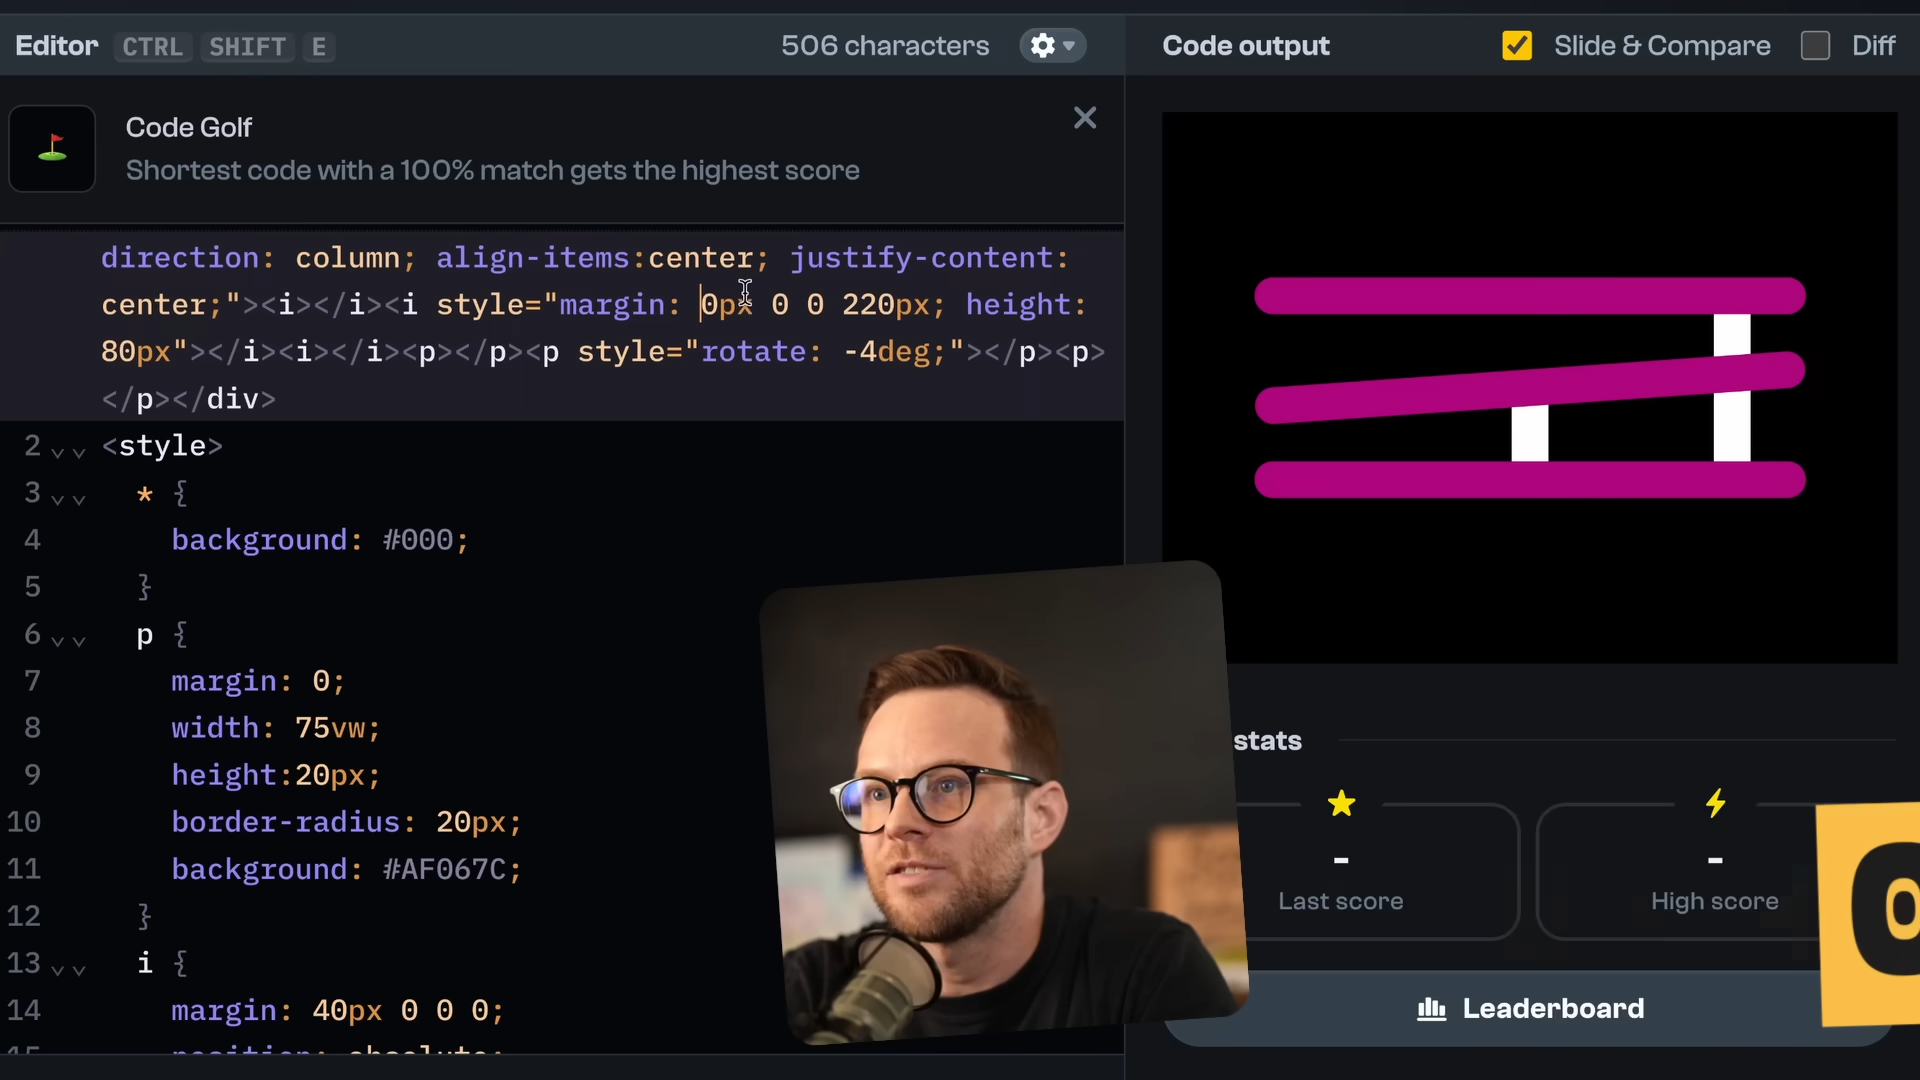 Editor CTRL SHIFT E 506 characters
Code output Slide & Compare Diff
Code Golf
Shortest code with a 100% match gets the highest score
direction: column; align-items:center; justify-content:
center;"><i></i><i style="margin: 0px 0 0 220px; height:
80px"></i><i></i><p></p><p style="rotate: -4deg;"></p><p>
</p></div>
2 <style>
3 * {
4 background: #000;
5 }
6 p {
7 margin: 0;
8 width: 75vw;
9 height:20px;
10 border-radius: 20px;
11 background: #AF067C;
12 }
13 i {
14 margin: 40px 0 0 0;
15 position: absolute;
stats
- -
Last score High score
Leaderboard